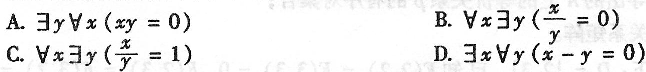 A. ∃y∀x (xy = 0) B. ∀x∃y (x/y = 0)
C. ∀x∃y (x/y = 1) D. ∃x∀y (x − y = 0)